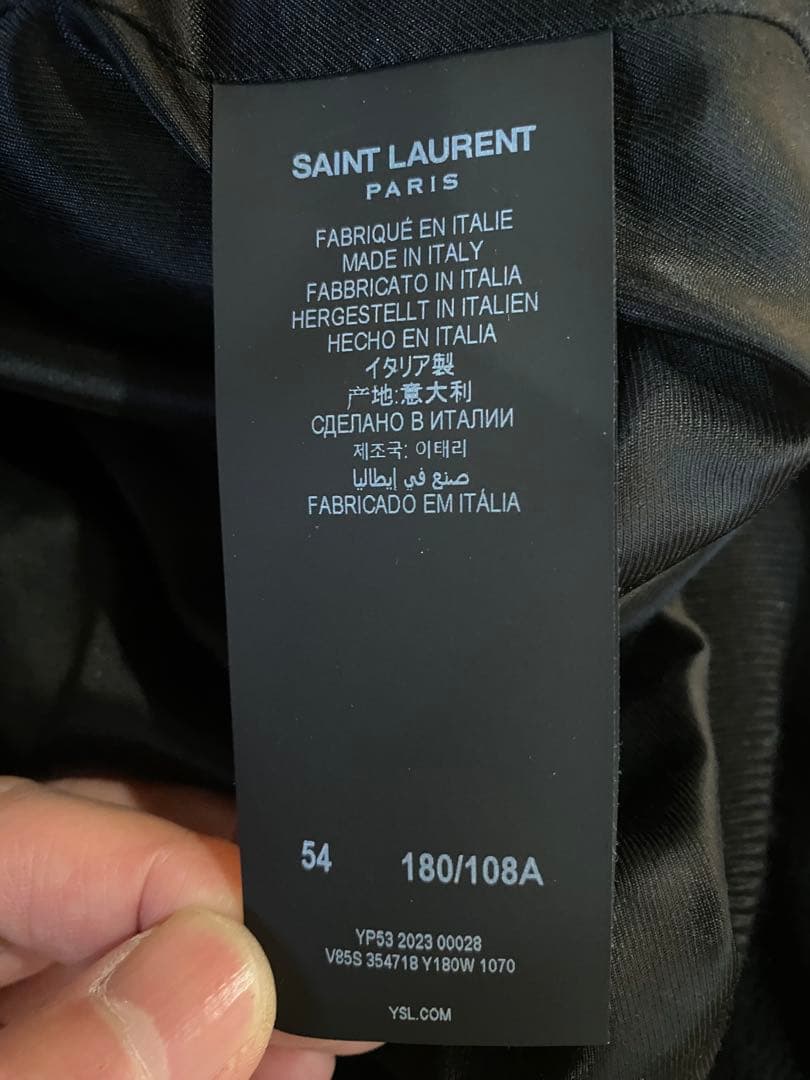 SAINT LAURENT
PARIS
FABRIQUÉ EN ITALIE
MADE IN ITALY
FABBRICATO IN ITALIA
HERGESTELLT IN ITALIEN
HECHO EN ITALIA
イタリア製
产地:意大利
СДЕЛАНО В ИТАЛИИ
제조국: 이태리
صنع في إيطاليا
FABRICADO EM ITÁLIA
54 180/108A
YP53 2023 00028
V85S 354718 Y180W 1070
YSL.COM